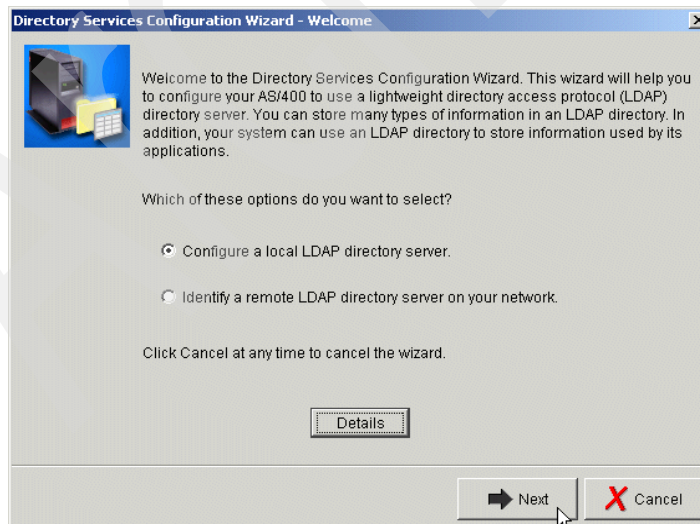 Directory Services Configuration Wizard - Welcome
Welcome to the Directory Services Configuration Wizard. This wizard will help you
to configure your AS/400 to use a lightweight directory access protocol (LDAP)
directory server. You can store many types of information in an LDAP directory. In
addition, your system can use an LDAP directory to store information used by its
applications.
Which of these options do you want to select?
Configure a local LDAP directory server.
Identify a remote LDAP directory server on your network.
Click Cancel at any time to cancel the wizard.
Details
Next
Cancel